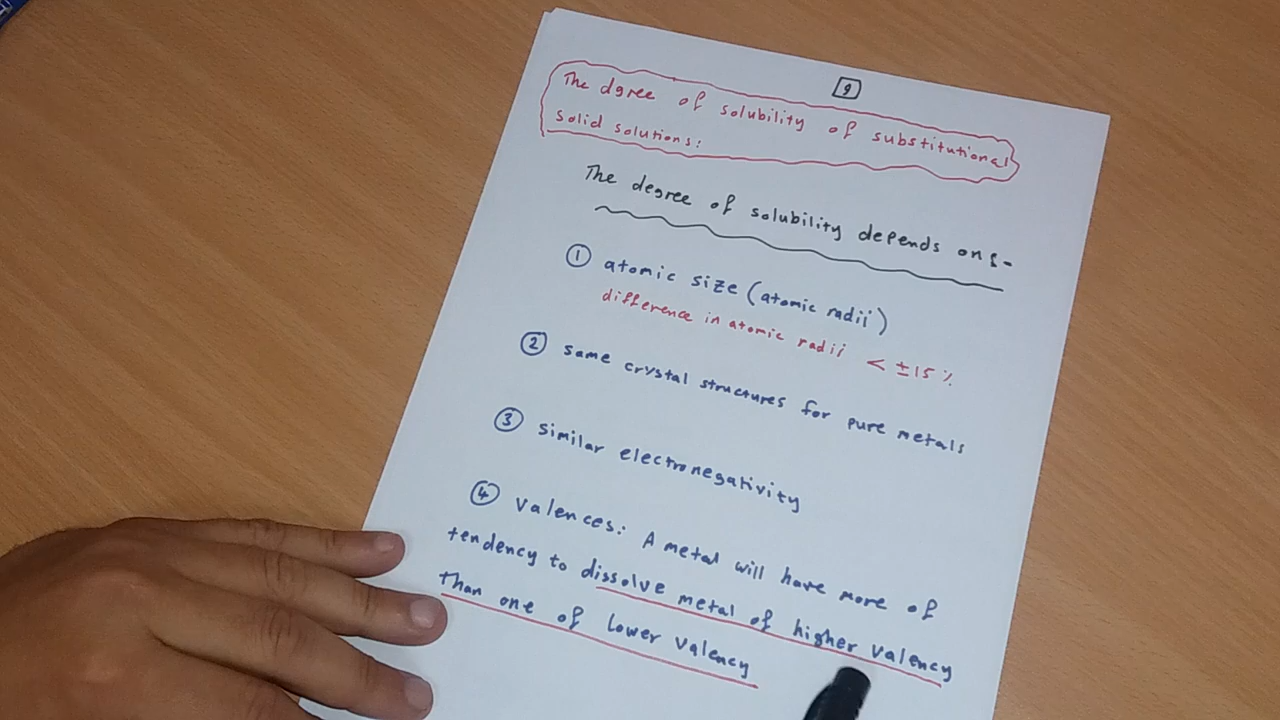 9
The dgree of solubility of substitutional
solid solutions:
The degree of solubility depends ons-
1 atomic size (atomic radii)
difference in atomic radii < ±15 %
2 same crystal structures for pure metals
3 similar electronegativity
4 valences: A metal will have more of
tendency to dissolve metal of higher valency
than one of lower valency